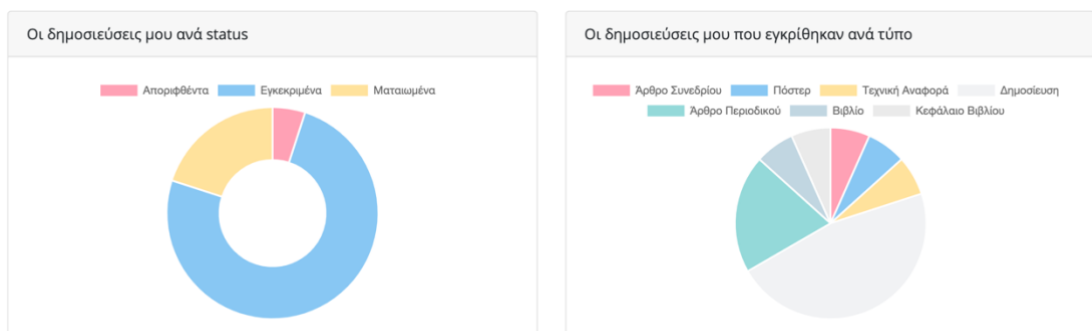 Οι δημοσιεύσεις μου ανά status
Αποριφθέντα Εγκεκριμένα Ματαιωμένα
Οι δημοσιεύσεις μου που εγκρίθηκαν ανά τύπο
Άρθρο Συνεδρίου Πόστερ Τεχνική Αναφορά Δημοσίευση
Άρθρο Περιοδικού Βιβλίο Κεφάλαιο Βιβλίου